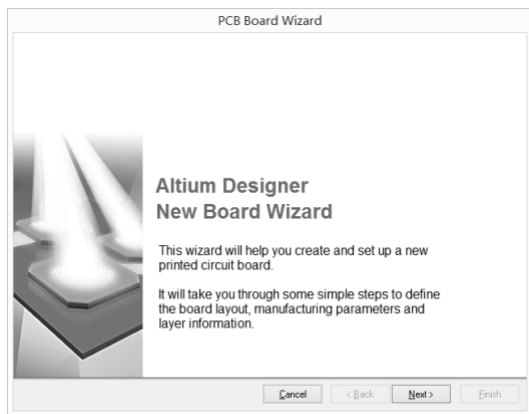 PCB Board Wizard
Altium Designer
New Board Wizard
This wizard will help you create and set up a new
printed circuit board.
It will take you through some simple steps to define
the board layout, manufacturing parameters and
layer information.
Cancel < Back Next > Finish